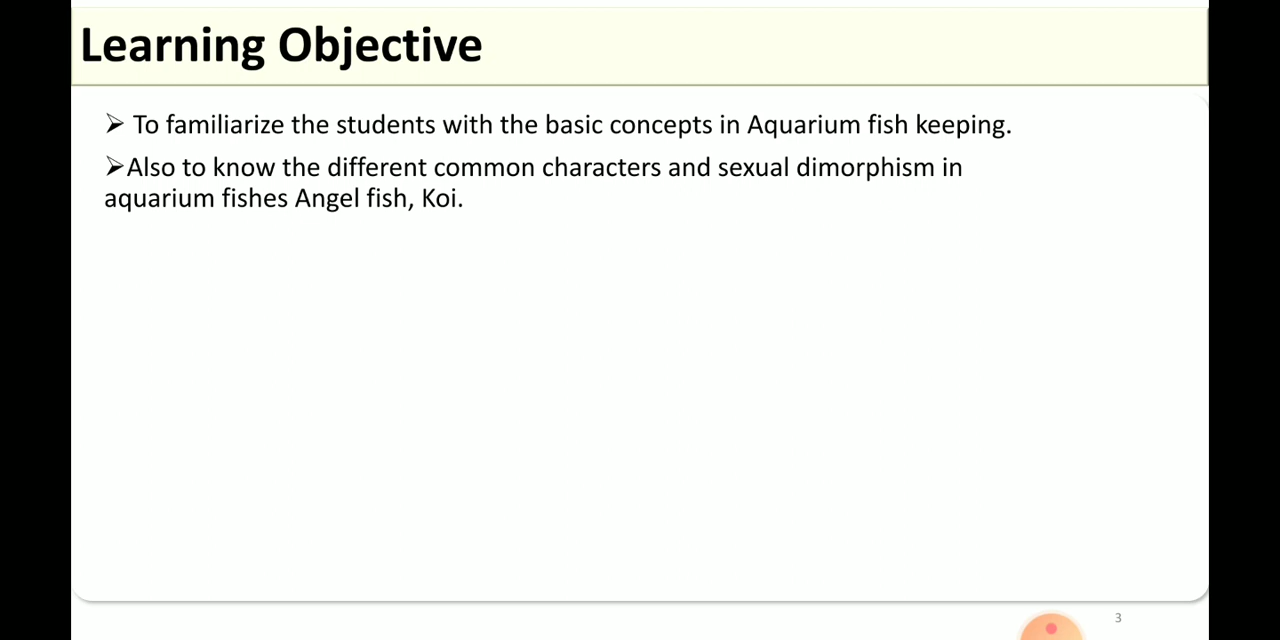 Learning Objective
➢ To familiarize the students with the basic concepts in Aquarium fish keeping.
➢Also to know the different common characters and sexual dimorphism in
aquarium fishes Angel fish, Koi.
3